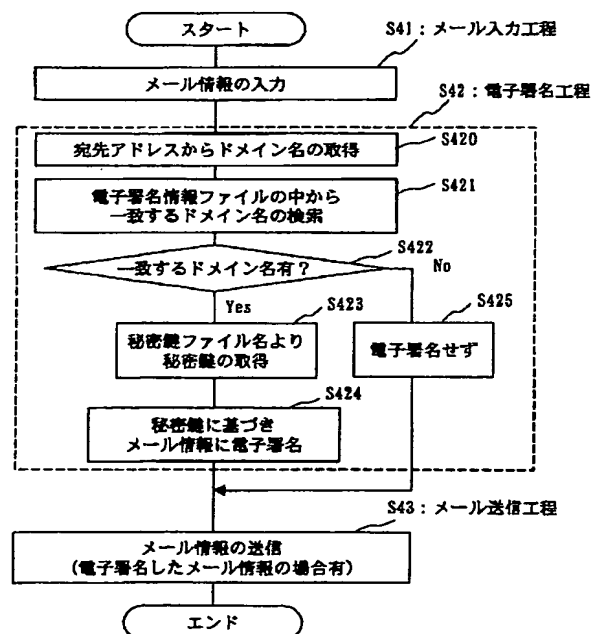 スタート
S41：メール入力工程
メール情報の入力
S42：電子署名工程
宛先アドレスからドメイン名の取得
S420
電子署名情報ファイルの中から
一致するドメイン名の検索
S421
一致するドメイン名有？
S422
No
Yes
S423
S425
秘密鍵ファイル名より
秘密鍵の取得
電子署名せず
S424
秘密鍵に基づき
メール情報に電子署名
S43：メール送信工程
メール情報の送信
(電子署名したメール情報の場合有)
エンド